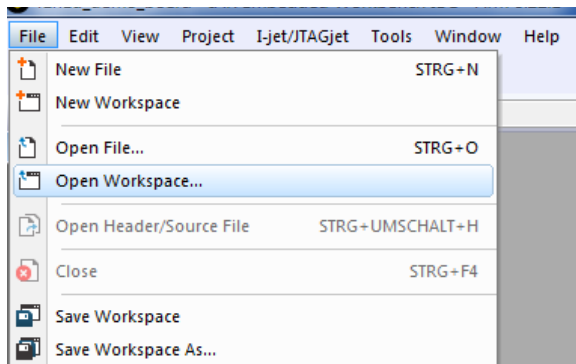 File Edit View Project I-jet/JTAGjet Tools Window Help
New File STRG+N
New Workspace
Open File... STRG+O
Open Workspace...
Open Header/Source File STRG+UMSCHALT+H
Close STRG+F4
Save Workspace
Save Workspace As...